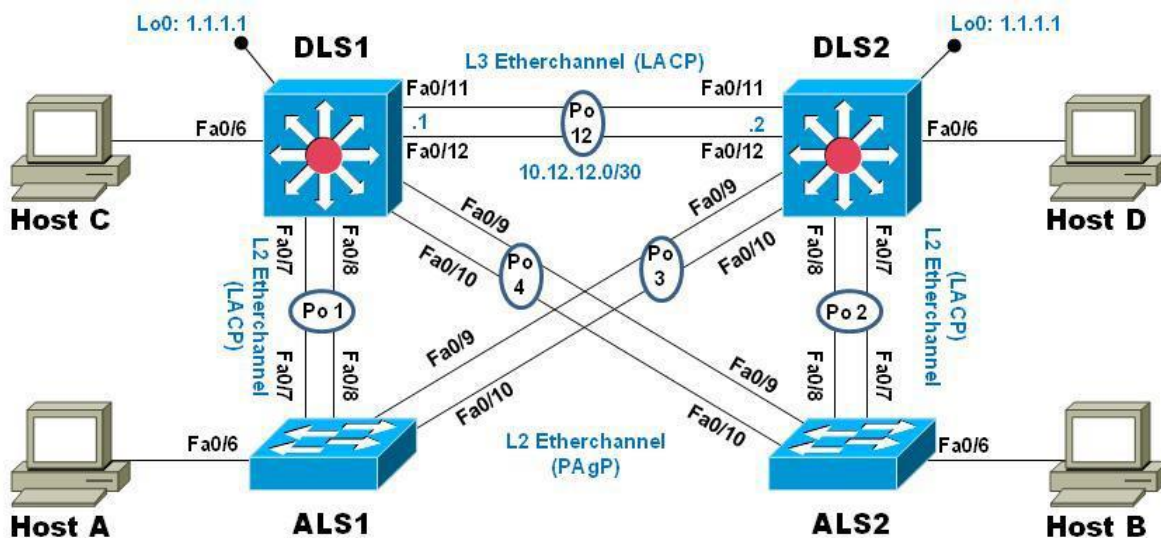 Lo0: 1.1.1.1
Lo0: 1.1.1.1
DLS1
DLS2
L3 Etherchannel (LACP)
Fa0/11
Fa0/11
Po
12
Fa0/6
.1
.2
Fa0/6
Fa0/12
Fa0/12
10.12.12.0/30
Host C
Host D
Fa0/9
Fa0/10
Fa0/9
Fa0/10
Fa0/7
Fa0/8
Fa0/8
Fa0/7
L2 Etherchannel
(LACP)
Po 1
Po
4
Po
3
Po 2
(LACP)
L2 Etherchannel
Fa0/7
Fa0/8
Fa0/9
Fa0/10
Fa0/9
Fa0/10
Fa0/8
Fa0/7
L2 Etherchannel
(PAgP)
Fa0/6
Fa0/6
Host A
ALS1
ALS2
Host B